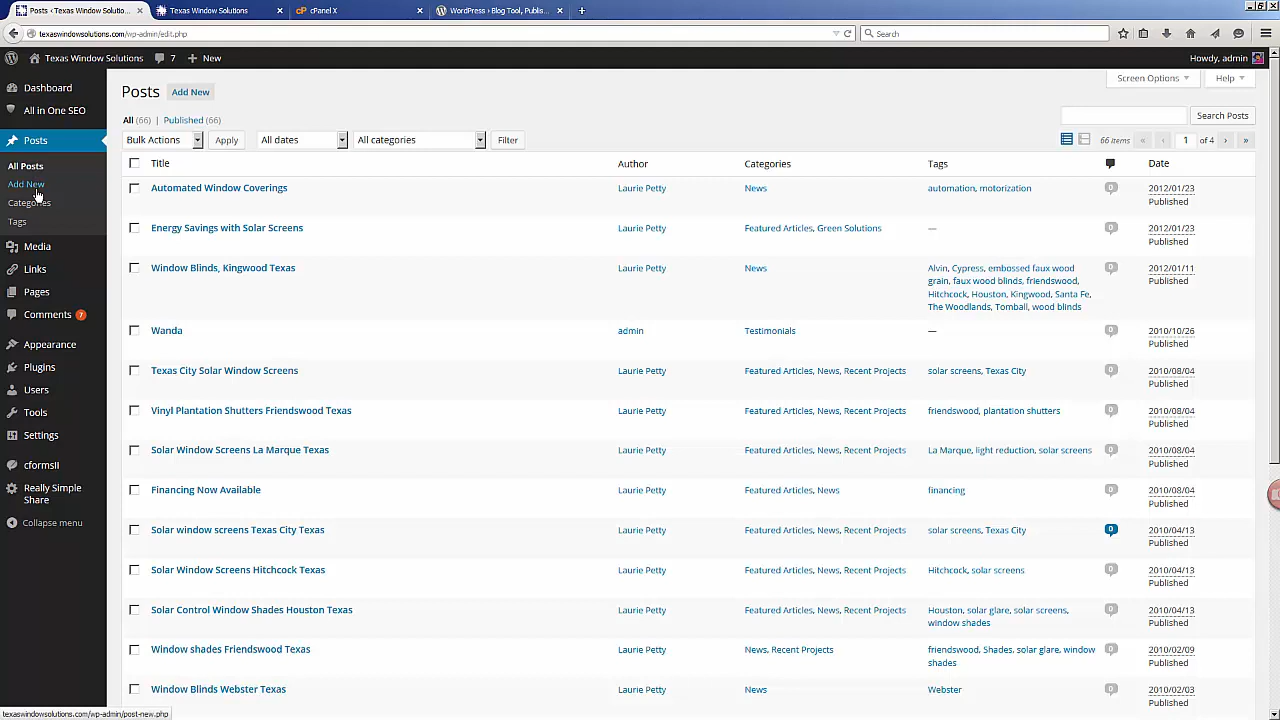 Posts ‹ Texas Window Solution... ×
Texas Window Solutions ×
cP cPanel X ×
WordPress › Blog Tool, Publis... ×
+
texaswindowsolutions.com/wp-admin/edit.php
Search
Texas Window Solutions 7 + New
Howdy, admin
Dashboard
All in One SEO
Posts
All Posts
Add New
Categories
Tags
Media
Links
Pages
Comments 7
Appearance
Plugins
Users
Tools
Settings
cformsII
Really Simple
Share
Collapse menu
Screen Options Help
Posts Add New
All (66) | Published (66)
Search Posts
Bulk Actions Apply All dates All categories Filter
66 items « ‹ 1 of 4 › »
Title Author Categories Tags Date
Automated Window Coverings Laurie Petty News automation, motorization 0 2012/01/23
Published
Energy Savings with Solar Screens Laurie Petty Featured Articles, Green Solutions — 0 2012/01/23
Published
Window Blinds, Kingwood Texas Laurie Petty News Alvin, Cypress, embossed faux wood 0 2012/01/11
grain, faux wood blinds, friendswood, Published
Hitchcock, Houston, Kingwood, Santa Fe,
The Woodlands, Tomball, wood blinds
Wanda admin Testimonials — 0 2010/10/26
Published
Texas City Solar Window Screens Laurie Petty Featured Articles, News, Recent Projects solar screens, Texas City 0 2010/08/04
Published
Vinyl Plantation Shutters Friendswood Texas Laurie Petty Featured Articles, News, Recent Projects friendswood, plantation shutters 0 2010/08/04
Published
Solar Window Screens La Marque Texas Laurie Petty Featured Articles, News, Recent Projects La Marque, light reduction, solar screens 0 2010/08/04
Published
Financing Now Available Laurie Petty Featured Articles, News financing 0 2010/08/04
Published
Solar window screens Texas City Texas Laurie Petty Featured Articles, News, Recent Projects solar screens, Texas City 0 2010/04/13
Published
Solar Window Screens Hitchcock Texas Laurie Petty Featured Articles, News, Recent Projects Hitchcock, solar screens 0 2010/04/13
Published
Solar Control Window Shades Houston Texas Laurie Petty Featured Articles, News, Recent Projects Houston, solar glare, solar screens, 0 2010/04/13
window shades Published
Window shades Friendswood Texas Laurie Petty News, Recent Projects friendswood, Shades, solar glare, window 0 2010/02/09
shades Published
Window Blinds Webster Texas Laurie Petty News Webster 0 2010/02/03
Published
texaswindowsolutions.com/wp-admin/post-new.php